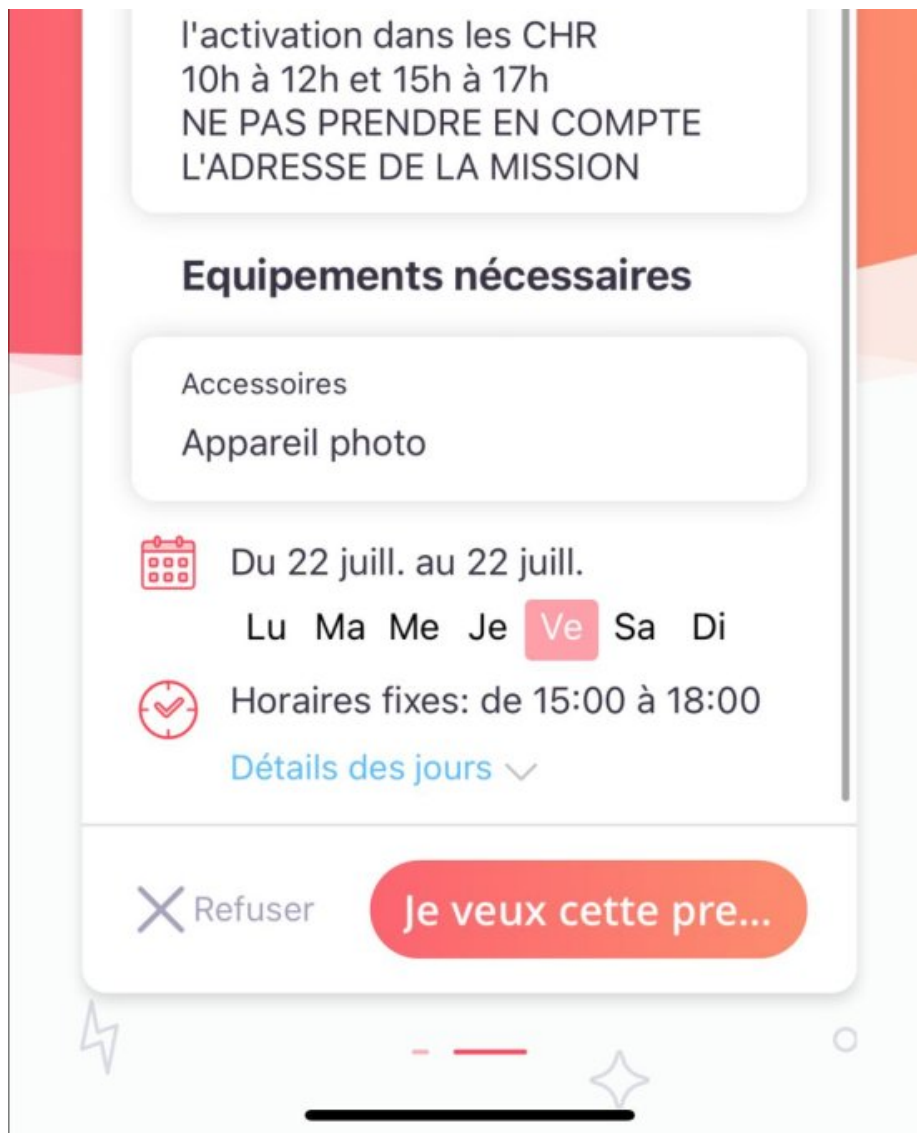 l'activation dans les CHR
10h à 12h et 15h à 17h
NE PAS PRENDRE EN COMPTE
L'ADRESSE DE LA MISSION
Equipements nécessaires
Accessoires
Appareil photo
Du 22 juill. au 22 juill.
Lu Ma Me Je Ve Sa Di
Horaires fixes: de 15:00 à 18:00
Détails des jours
Refuser
Je veux cette pre...